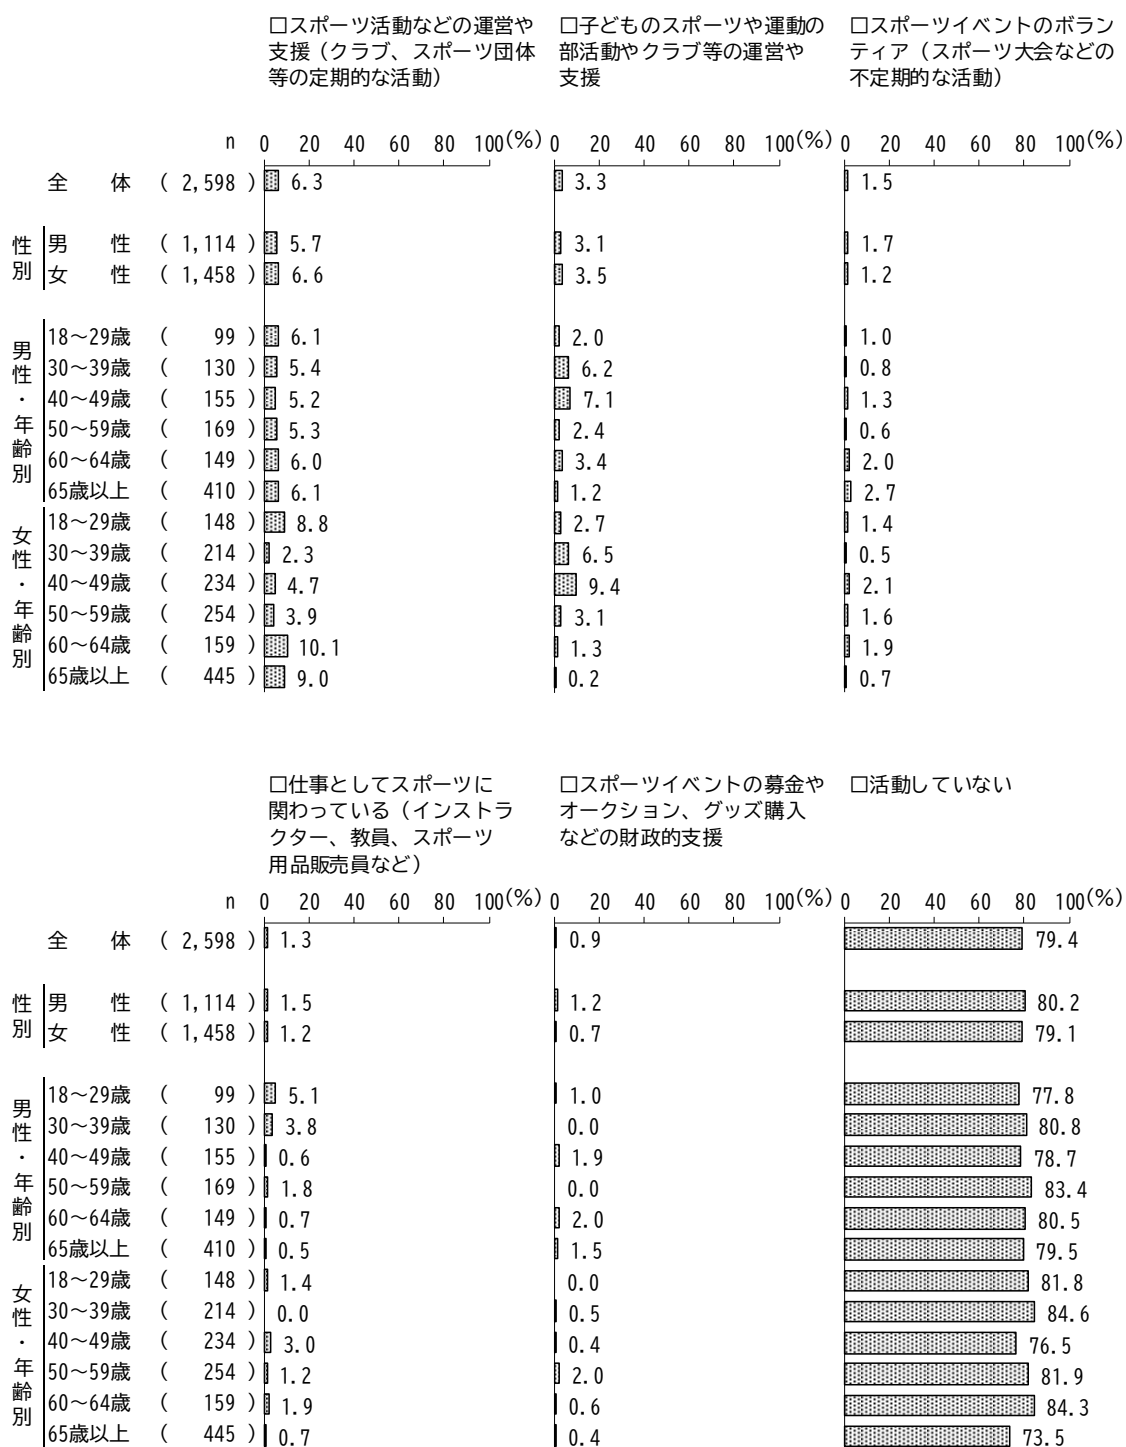 □スポーツ活動などの運営や
支援（クラブ、スポーツ団体
等の定期的な活動）
□子どものスポーツや運動の
部活動やクラブ等の運営や
支援
□スポーツイベントのボラン
ティア（スポーツ大会などの
不定期的な活動）
n 0 20 40 60 80 100(%) 0 20 40 60 80 100(%) 0 20 40 60 80 100(%)
全体 ( 2,598 ) 6.3 3.3 1.5
性別
男性 ( 1,114 ) 5.7 3.1 1.7
女性 ( 1,458 ) 6.6 3.5 1.2
男性・年齢別
18～29歳 ( 99 ) 6.1 2.0 1.0
30～39歳 ( 130 ) 5.4 6.2 0.8
40～49歳 ( 155 ) 5.2 7.1 1.3
50～59歳 ( 169 ) 5.3 2.4 0.6
60～64歳 ( 149 ) 6.0 3.4 2.0
65歳以上 ( 410 ) 6.1 1.2 2.7
女性・年齢別
18～29歳 ( 148 ) 8.8 2.7 1.4
30～39歳 ( 214 ) 2.3 6.5 0.5
40～49歳 ( 234 ) 4.7 9.4 2.1
50～59歳 ( 254 ) 3.9 3.1 1.6
60～64歳 ( 159 ) 10.1 1.3 1.9
65歳以上 ( 445 ) 9.0 0.2 0.7
□仕事としてスポーツに
関わっている（インストラ
クター、教員、スポーツ
用品販売員など）
□スポーツイベントの募金や
オークション、グッズ購入
などの財政的支援
□活動していない
n 0 20 40 60 80 100(%) 0 20 40 60 80 100(%) 0 20 40 60 80 100(%)
全体 ( 2,598 ) 1.3 0.9 79.4
性別
男性 ( 1,114 ) 1.5 1.2 80.2
女性 ( 1,458 ) 1.2 0.7 79.1
男性・年齢別
18～29歳 ( 99 ) 5.1 1.0 77.8
30～39歳 ( 130 ) 3.8 0.0 80.8
40～49歳 ( 155 ) 0.6 1.9 78.7
50～59歳 ( 169 ) 1.8 0.0 83.4
60～64歳 ( 149 ) 0.7 2.0 80.5
65歳以上 ( 410 ) 0.5 1.5 79.5
女性・年齢別
18～29歳 ( 148 ) 1.4 0.0 81.8
30～39歳 ( 214 ) 0.0 0.5 84.6
40～49歳 ( 234 ) 3.0 0.4 76.5
50～59歳 ( 254 ) 1.2 2.0 81.9
60～64歳 ( 159 ) 1.9 0.6 84.3
65歳以上 ( 445 ) 0.7 0.4 73.5